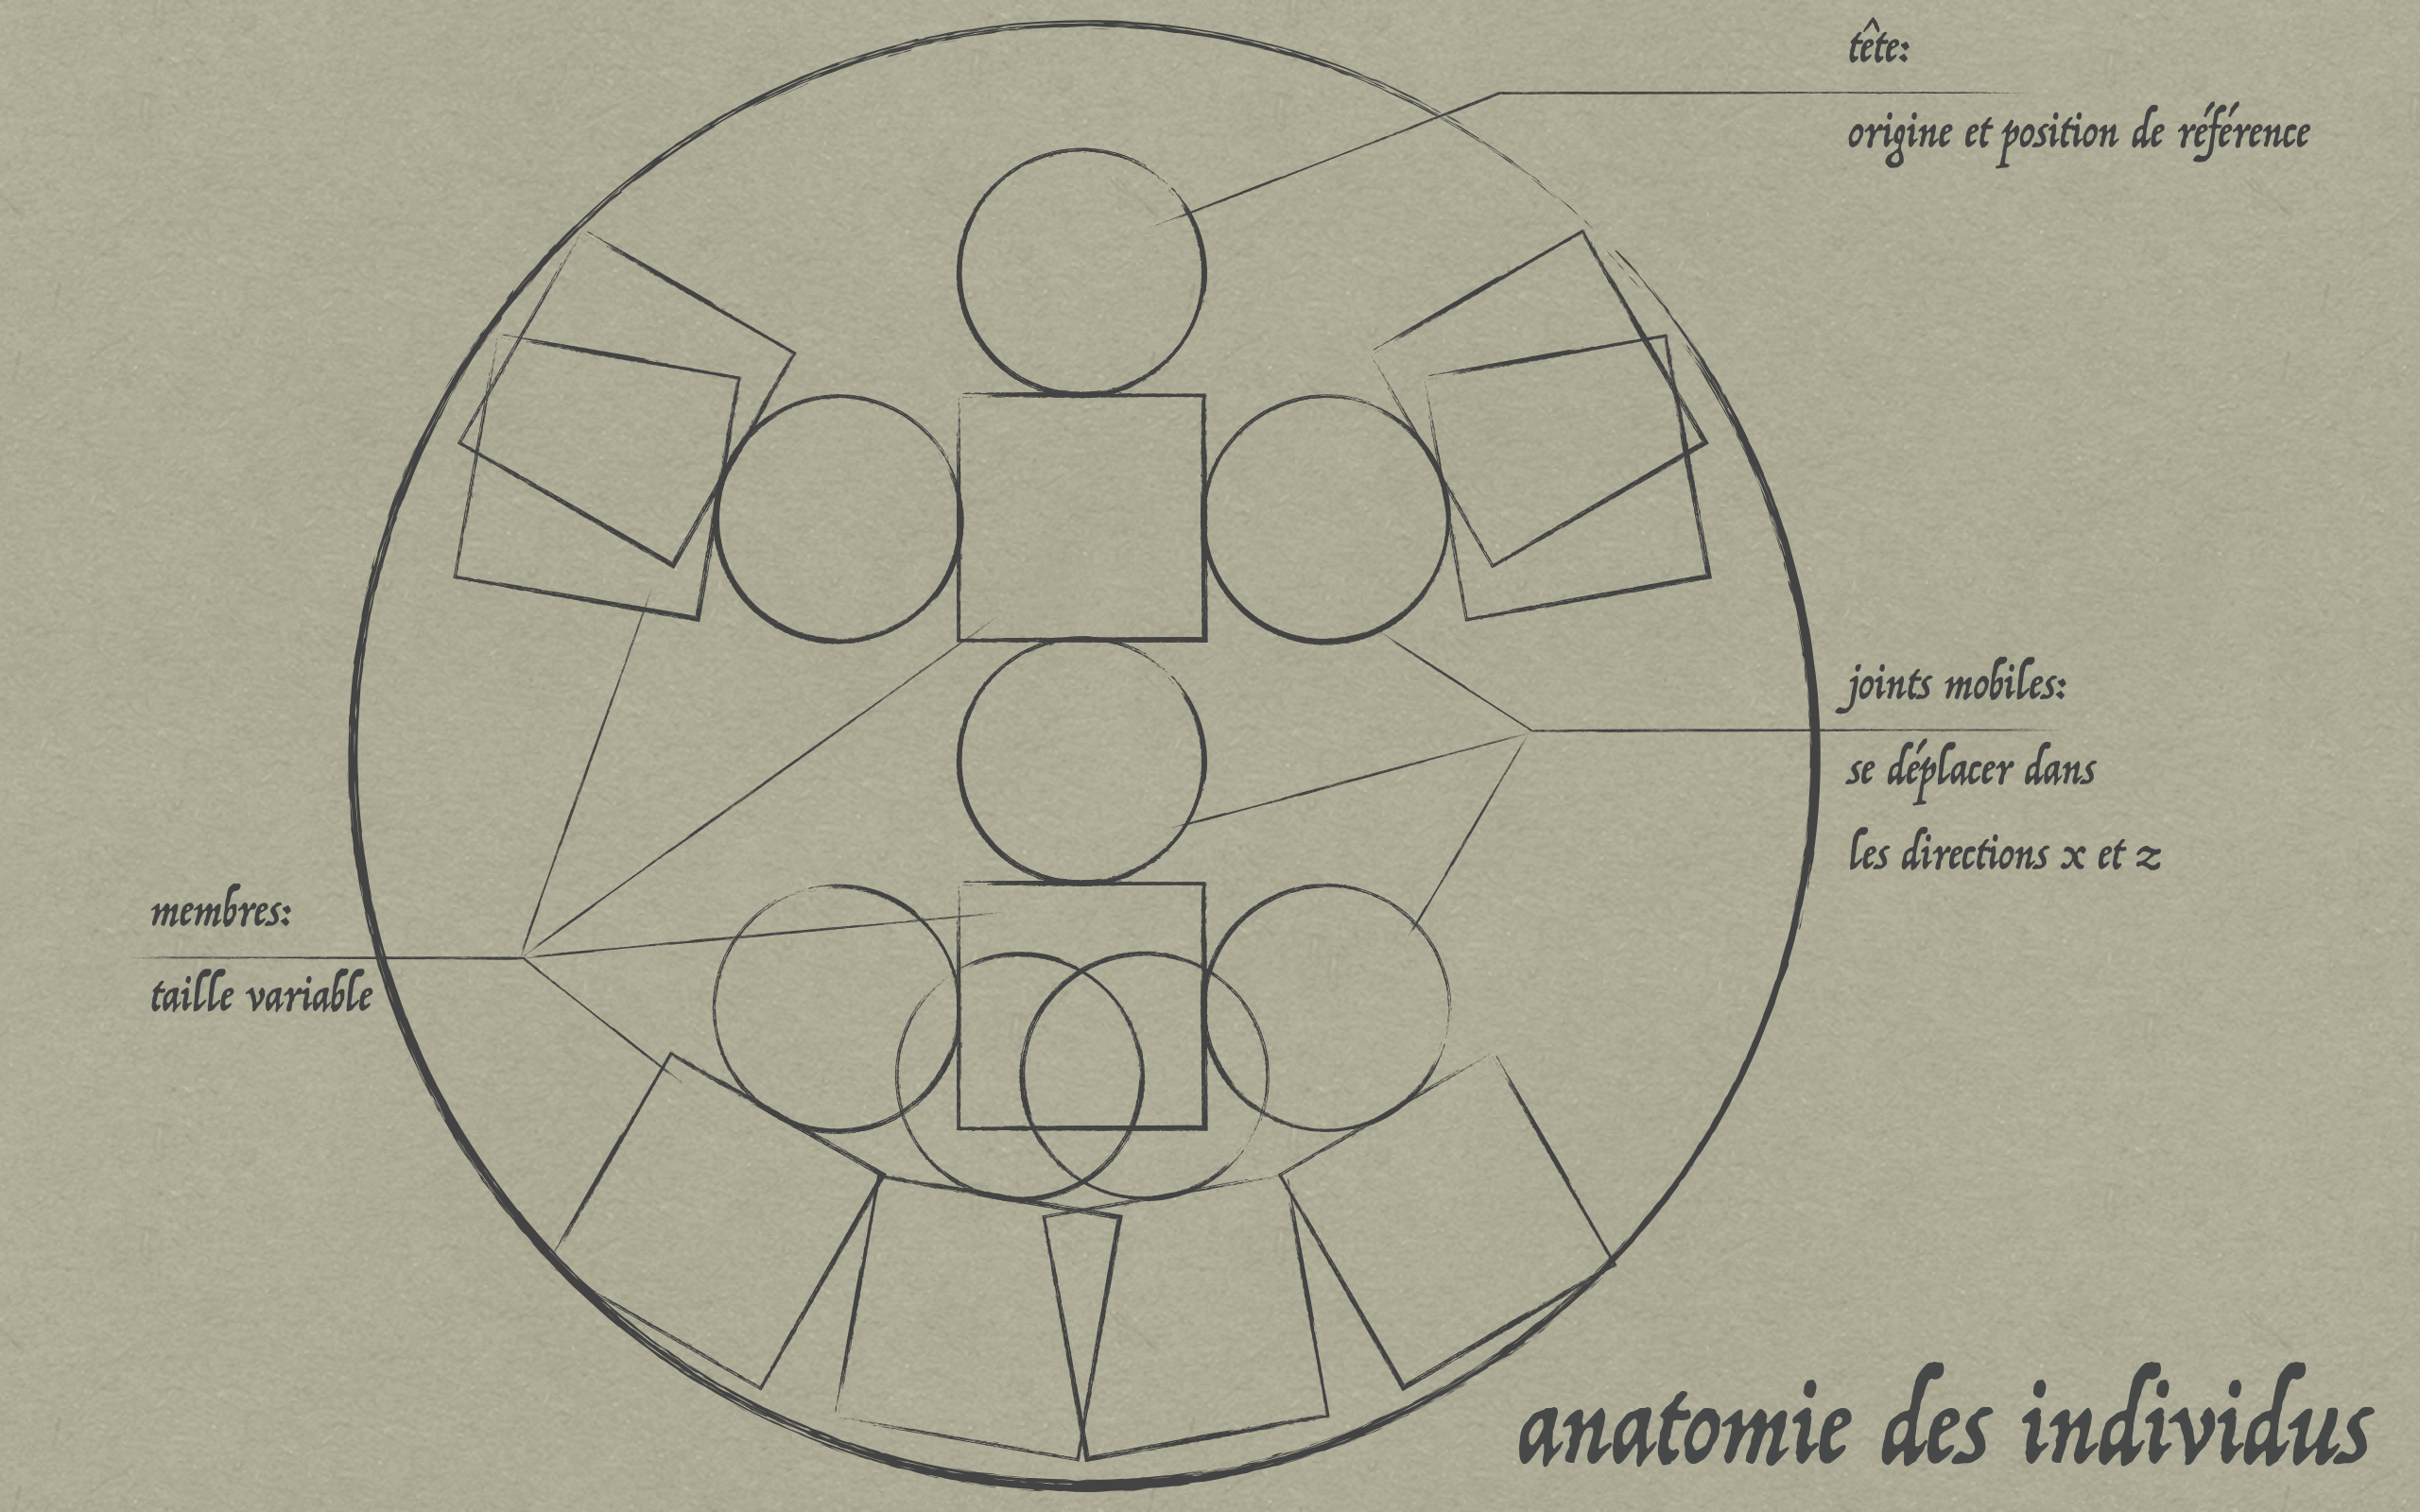 tête:
origine et position de référence
joints mobiles:
se déplacer dans
les directions x et z
membres:
taille variable
anatomie des individus